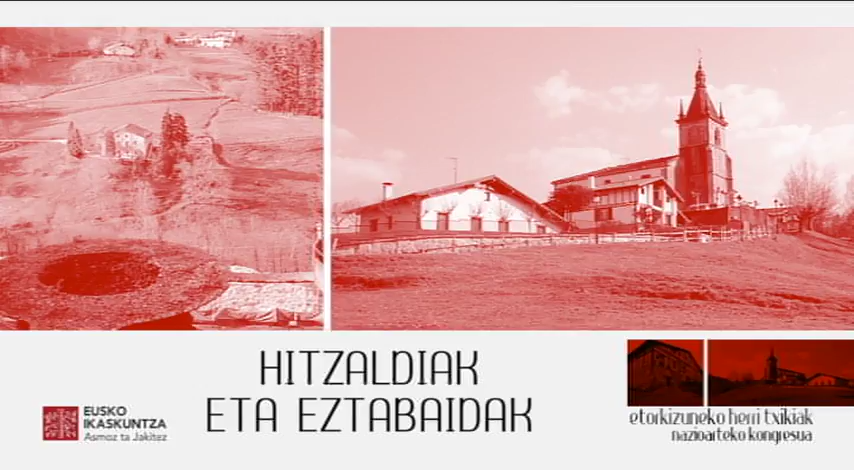 HITZALDIAK
ETA EZTABAIDAK
EUSKO
IKASKUNTZA
Asmoz ta Jakitez
etorkizuneko herri txikiak
nazioarteko kongresua